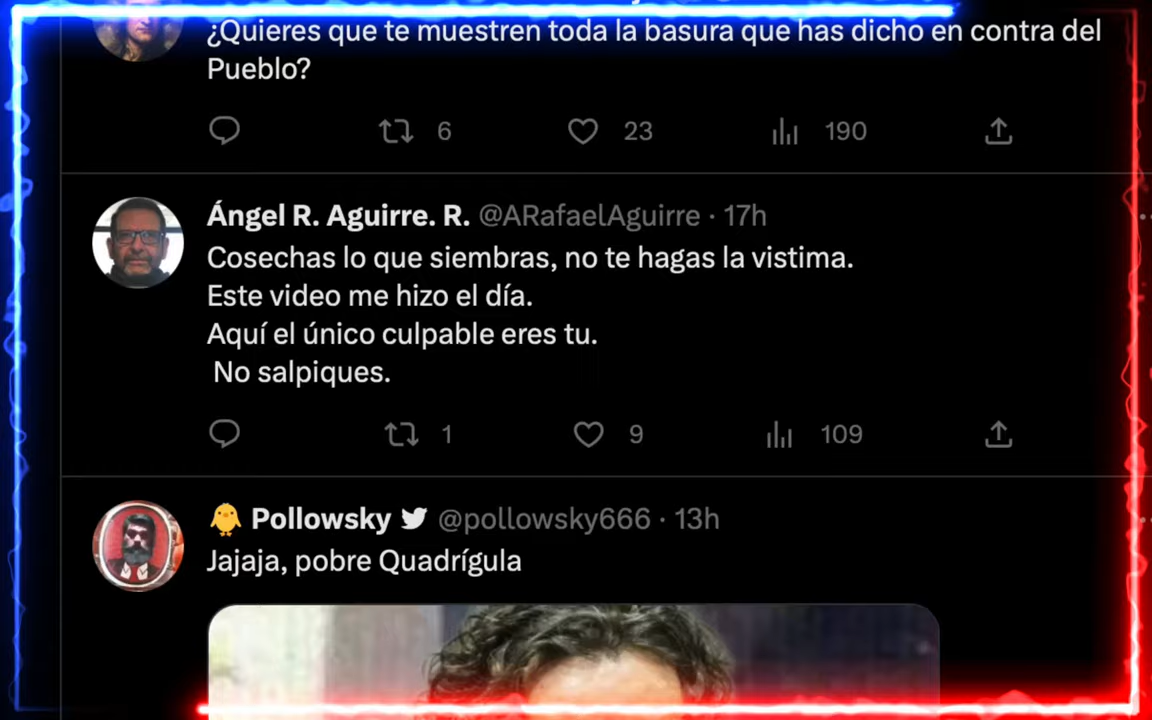 ¿Quieres que te muestren toda la basura que has dicho en contra del
Pueblo?
6 23 190
Ángel R. Aguirre. R. @ARafaelAguirre · 17h
Cosechas lo que siembras, no te hagas la vistima.
Este video me hizo el día.
Aquí el único culpable eres tu.
No salpiques.
1 9 109
🐥 Pollowsky @pollowsky666 · 13h
Jajaja, pobre Quadrígula